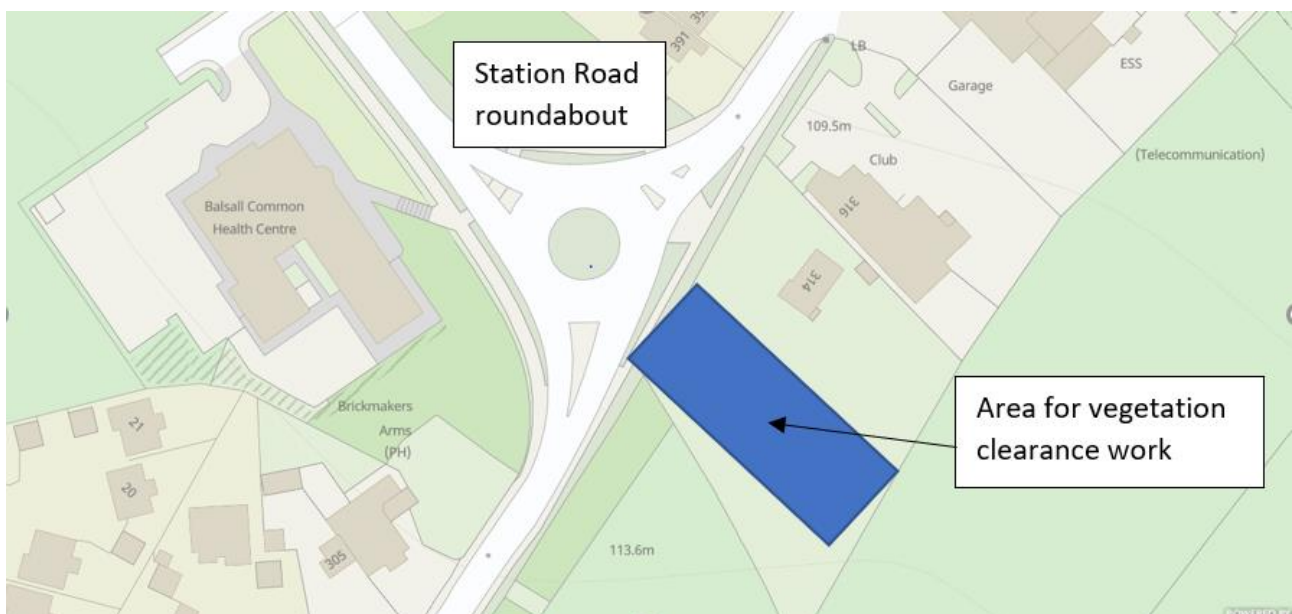 391
Station Road
roundabout
LB
ESS
Garage
109.5m
(Telecommunication)
Club
316
Balsall Common
Health Centre
314
Area for vegetation
clearance work
Brickmakers
Arms
(PH)
21
20
305
113.6m